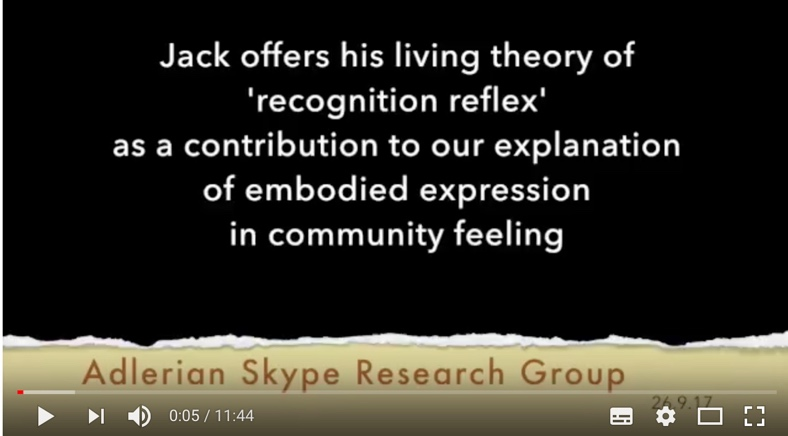 Jack offers his living theory of
'recognition reflex'
as a contribution to our explanation
of embodied expression
in community feeling
Adlerian Skype Research Group
26.9.17
0:05 / 11:44